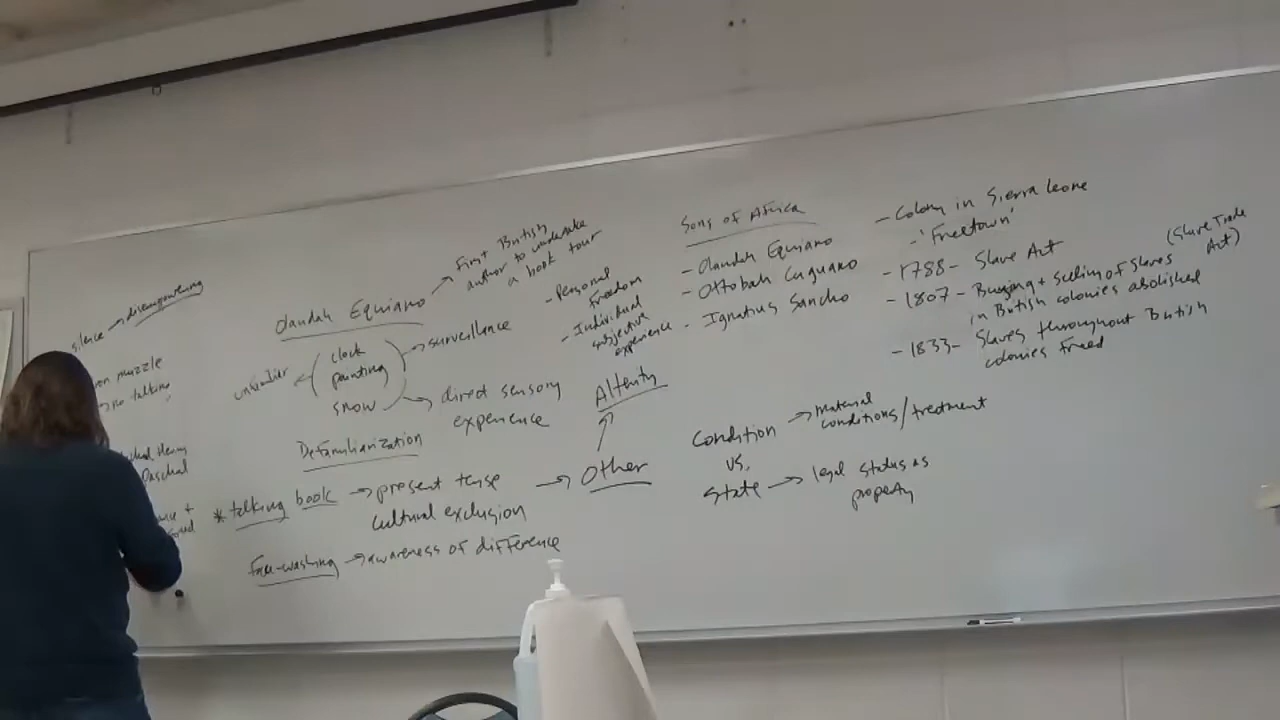 silence → disempowering
muzzle
no talking
Paschal
Olaudah Equiano
→ First British
author to undertake
a book tour
clock
painting
snow
→ surveillance
→ direct sensory
experience
Defamiliarization
* talking book → present tense
cultural exclusion
→ Other
Alterity
Face-washing → awareness of difference
- Personal
Freedom
- Individual
subjective
experience
Sons of Africa
- Olaudah Equiano
- Ottobah Cuguano
- Ignatius Sancho
Condition → Material
conditions/treatment
vs.
State → legal status as
property
- Colony in Sierra Leone
- 'Freetown'
- 1788 - Slave Act
- 1807 - Buying + Selling of Slaves (Slave Trade
in British colonies abolished Act)
- 1833 - Slaves throughout British
colonies freed